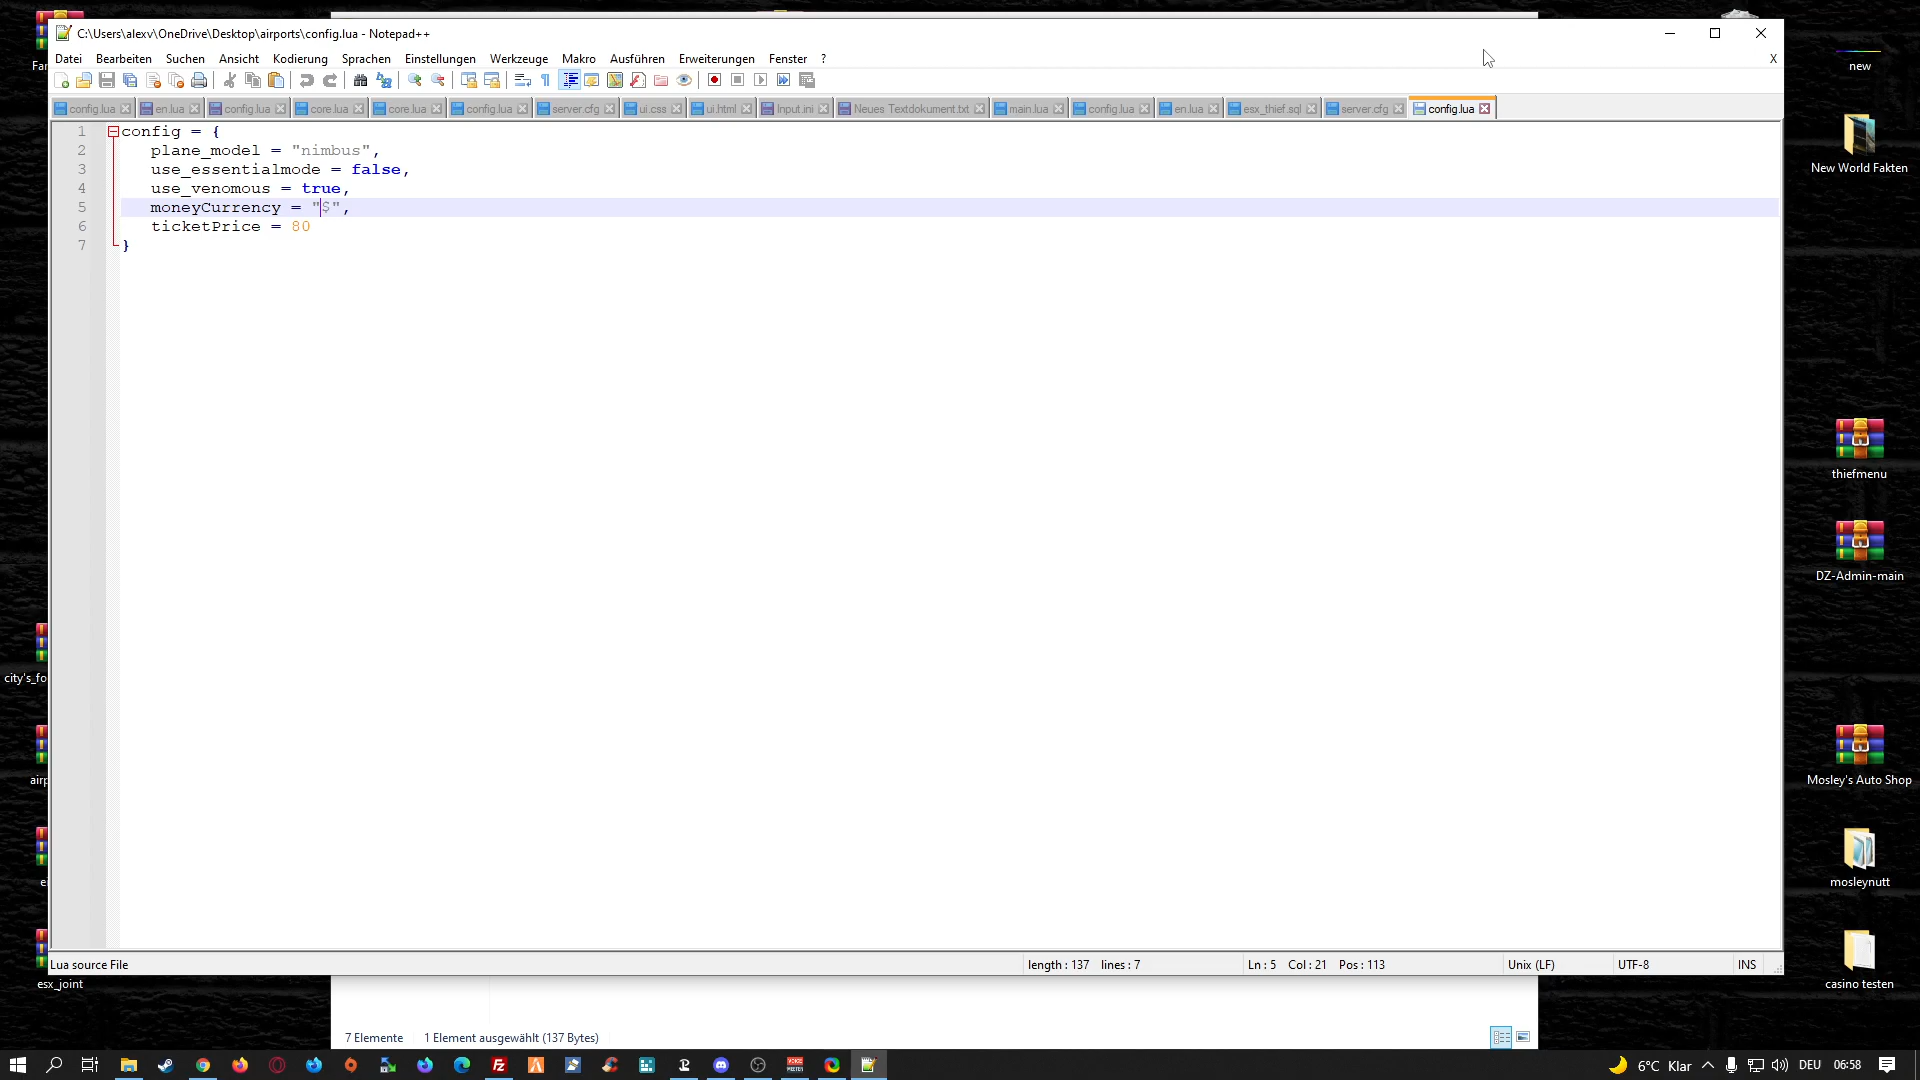 C:\Users\alexv\OneDrive\Desktop\airports\config.lua - Notepad++
Datei Bearbeiten Suchen Ansicht Kodierung Sprachen Einstellungen Werkzeuge Makro Ausführen Erweiterungen Fenster ? X
config.lua en.lua config.lua core.lua core.lua config.lua server.cfg ui.css ui.html Input.ini Neues Textdokument.txt main.lua config.lua en.lua esx_thief.sql server.cfg config.lua
1 config = {
2 plane_model = "nimbus",
3 use_essentialmode = false,
4 use_venomous = true,
5 moneyCurrency = "$",
6 ticketPrice = 80
7 }
Lua source File length : 137 lines : 7 Ln : 5 Col : 21 Pos : 113 Unix (LF) UTF-8 INS
new
New World Fakten
thiefmenu
DZ-Admin-main
city's_fo
Mosley's Auto Shop
airp
mosleynutt
esx_joint
casino testen
7 Elemente 1 Element ausgewählt (137 Bytes)
6°C Klar DEU 06:58